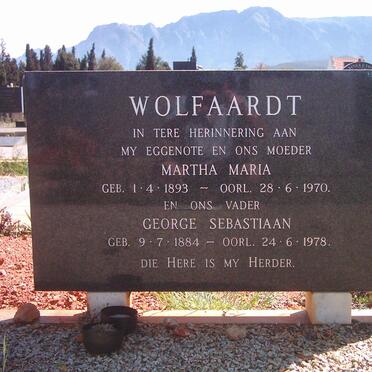 WOLFAARDT
IN TERE HERINNERING AAN
MY EGGENOTE EN ONS MOEDER
MARTHA MARIA
GEB. 1·4·1893 – OORL. 28·6·1970.
EN ONS VADER
GEORGE SEBASTIAAN
GEB. 9·7·1884 – OORL. 24·6·1978.
DIE HERE IS MY HERDER.